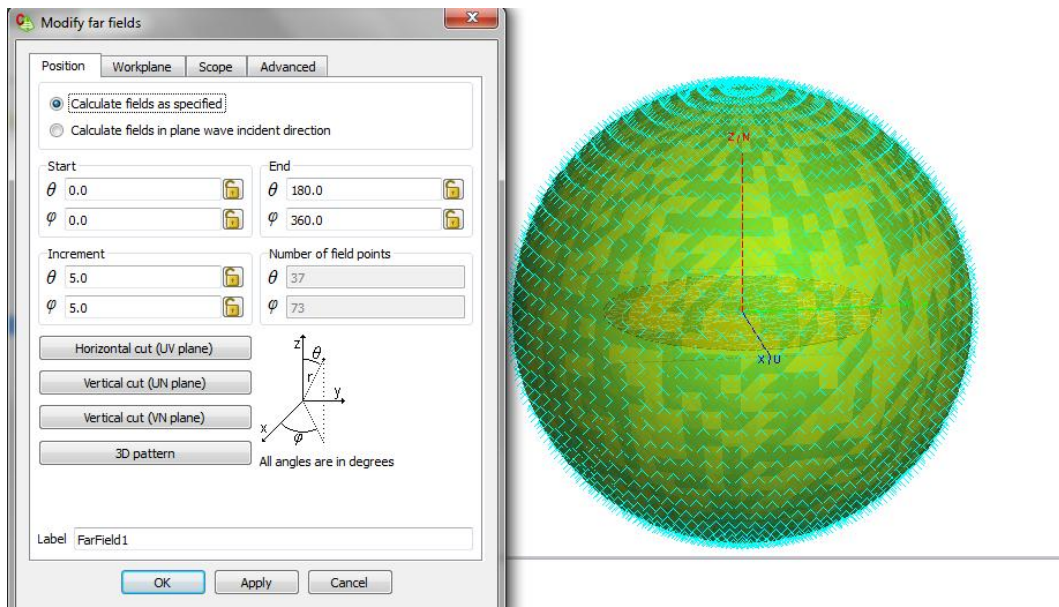 Modify far fields
Position Workplane Scope Advanced
Calculate fields as specified
Calculate fields in plane wave incident direction
Start
θ 0.0
φ 0.0
End
θ 180.0
φ 360.0
Increment
θ 5.0
φ 5.0
Number of field points
θ 37
φ 73
Horizontal cut (UV plane)
Vertical cut (UN plane)
Vertical cut (VN plane)
3D pattern
z
θ
r
y
x
φ
All angles are in degrees
Label FarField1
OK Apply Cancel
Z/N
X/U